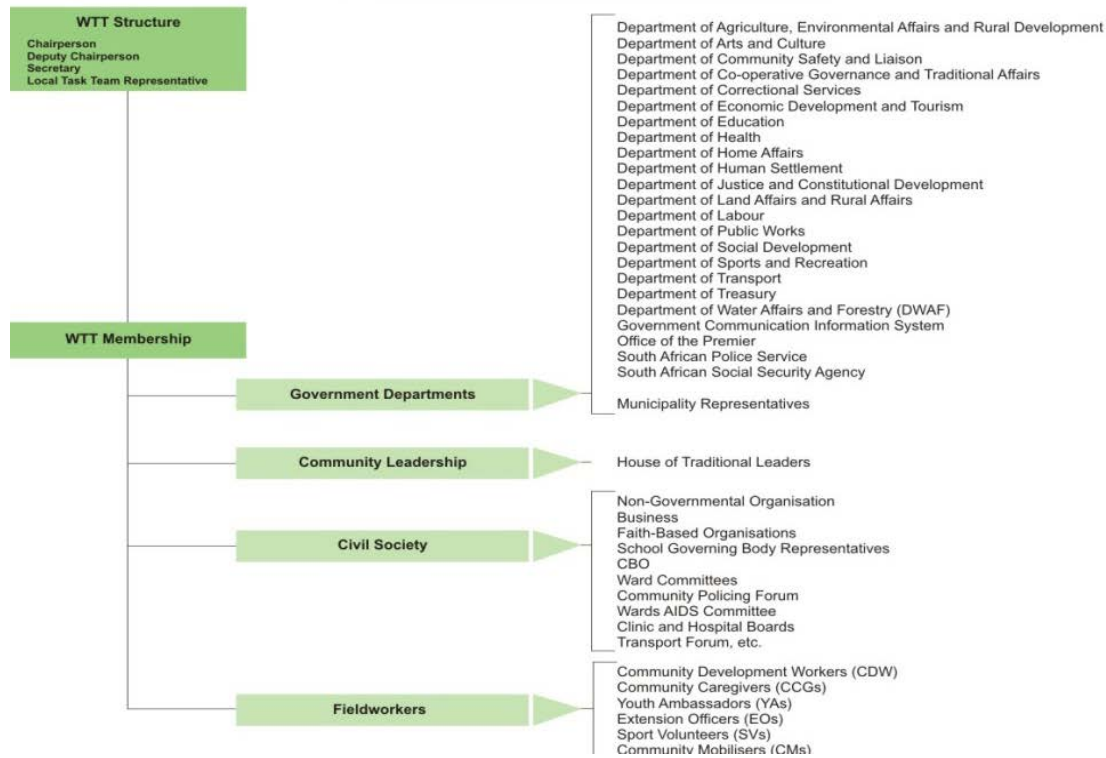 WTT Structure
Chairperson
Deputy Chairperson
Secretary
Local Task Team Representative
WTT Membership
Government Departments
Department of Agriculture, Environmental Affairs and Rural Development
Department of Arts and Culture
Department of Community Safety and Liaison
Department of Co-operative Governance and Traditional Affairs
Department of Correctional Services
Department of Economic Development and Tourism
Department of Education
Department of Health
Department of Home Affairs
Department of Human Settlement
Department of Justice and Constitutional Development
Department of Land Affairs and Rural Affairs
Department of Labour
Department of Public Works
Department of Social Development
Department of Sports and Recreation
Department of Transport
Department of Treasury
Department of Water Affairs and Forestry (DWAF)
Government Communication Information System
Office of the Premier
South African Police Service
South African Social Security Agency
Municipality Representatives
Community Leadership
House of Traditional Leaders
Civil Society
Non-Governmental Organisation
Business
Faith-Based Organisations
School Governing Body Representatives
CBO
Ward Committees
Community Policing Forum
Wards AIDS Committee
Clinic and Hospital Boards
Transport Forum, etc.
Fieldworkers
Community Development Workers (CDW)
Community Caregivers (CCGs)
Youth Ambassadors (YAs)
Extension Officers (EOs)
Sport Volunteers (SVs)
Community Mobilisers (CMs)